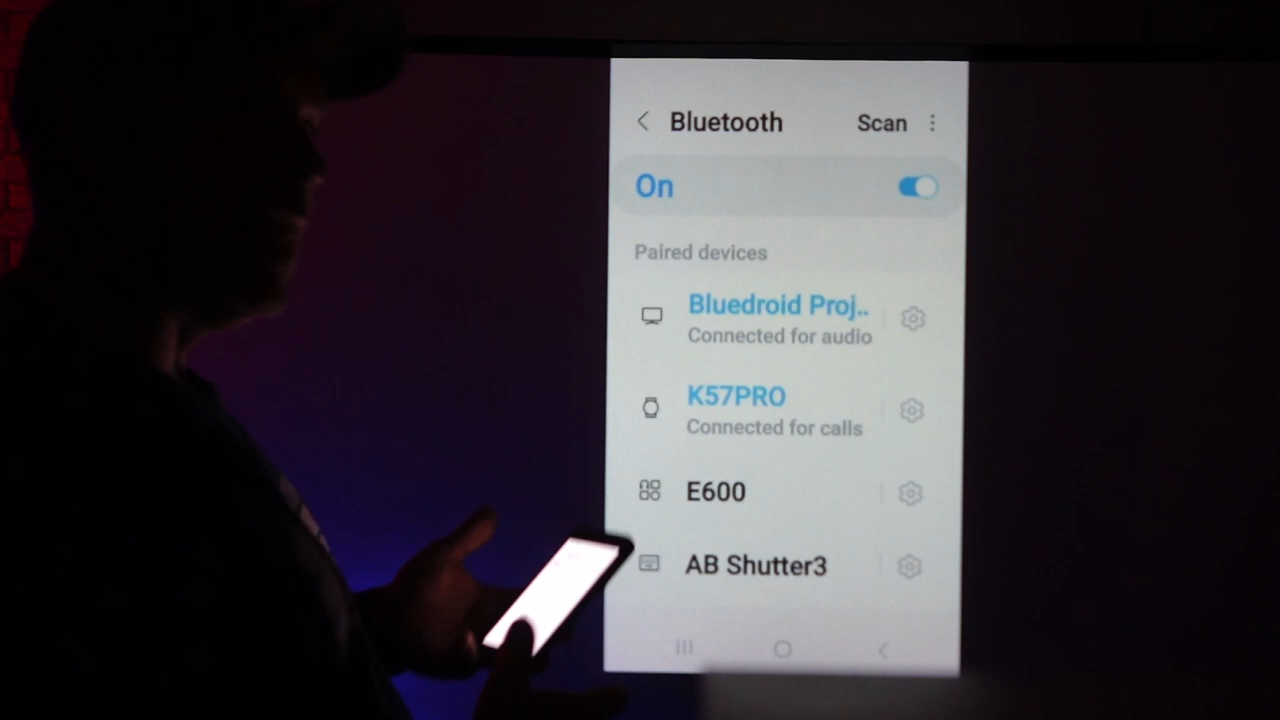 Bluetooth Scan
On
Paired devices
Bluedroid Proj..
Connected for audio
K57PRO
Connected for calls
E600
AB Shutter3